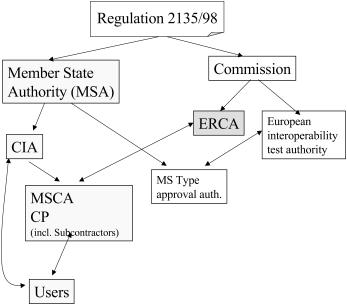 Regulation 2135/98
Member State
Authority (MSA)
Commission
ERCA
European
interoperability
test authority
CIA
MS Type
approval auth.
MSCA
CP
(incl. Subcontractors)
Users